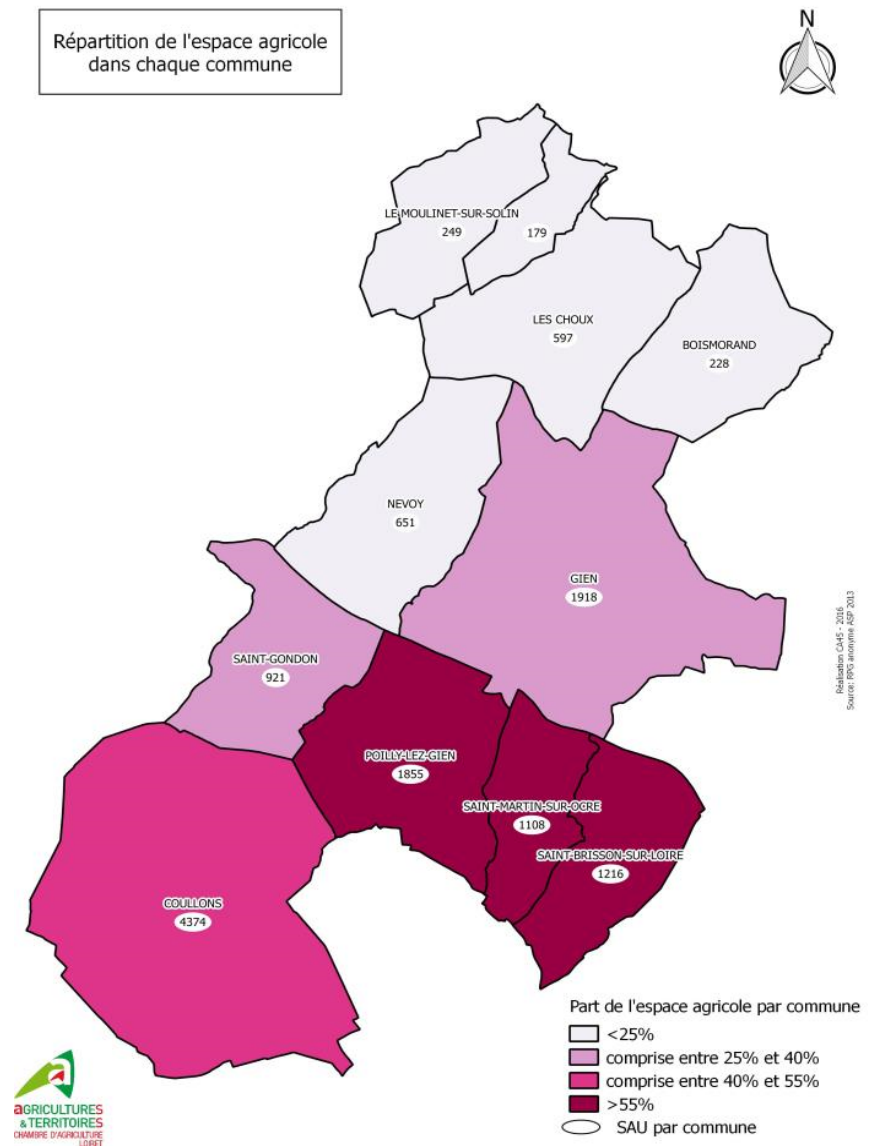 Répartition de l'espace agricole
dans chaque commune
N
LE MOULINET-SUR-SOLIN
249
179
LES CHOUX
597
BOISMORAND
228
NEVOY
651
GIEN
1918
SAINT-GONDON
921
POILLY-LEZ-GIEN
1855
SAINT-MARTIN-SUR-OCRE
1108
SAINT-BRISSON-SUR-LOIRE
1216
COULLONS
4374
Réalisation CA45 - 2016
Source: RPG anonyme ASP 2013
Part de l'espace agricole par commune
<25%
comprise entre 25% et 40%
comprise entre 40% et 55%
>55%
SAU par commune
aGRICULTURES
& TERRITOIRES
CHAMBRE D'AGRICULTURE
LOIRET